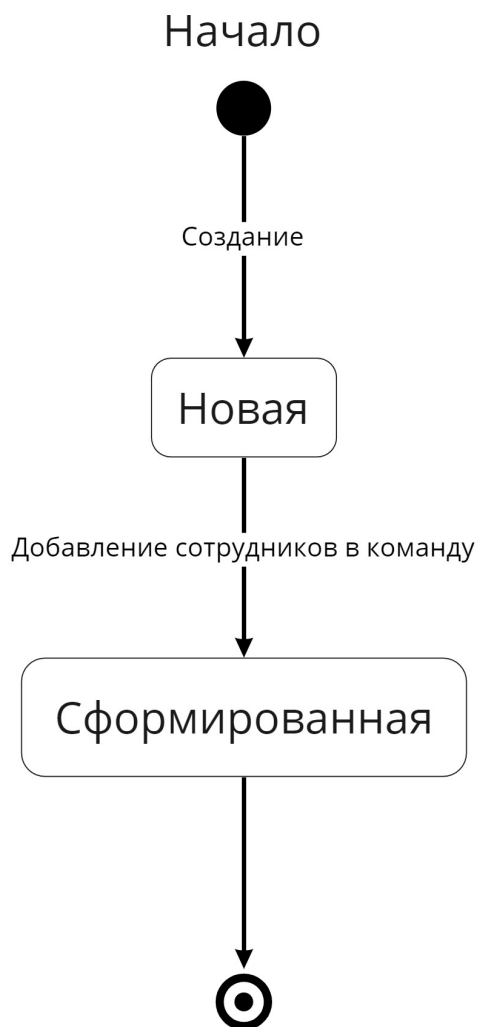 Начало
Создание
Новая
Добавление сотрудников в команду
Сформированная